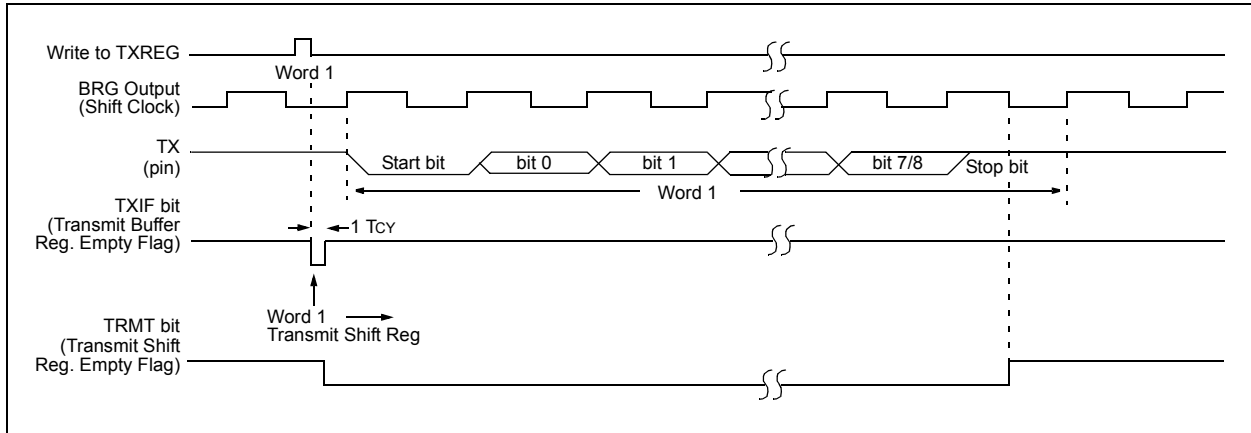 Write to TXREG
Word 1
BRG Output
(Shift Clock)
TX
(pin)
Start bit
bit 0
bit 1
bit 7/8
Stop bit
Word 1
TXIF bit
(Transmit Buffer
Reg. Empty Flag)
1 TCY
Word 1
Transmit Shift Reg
TRMT bit
(Transmit Shift
Reg. Empty Flag)